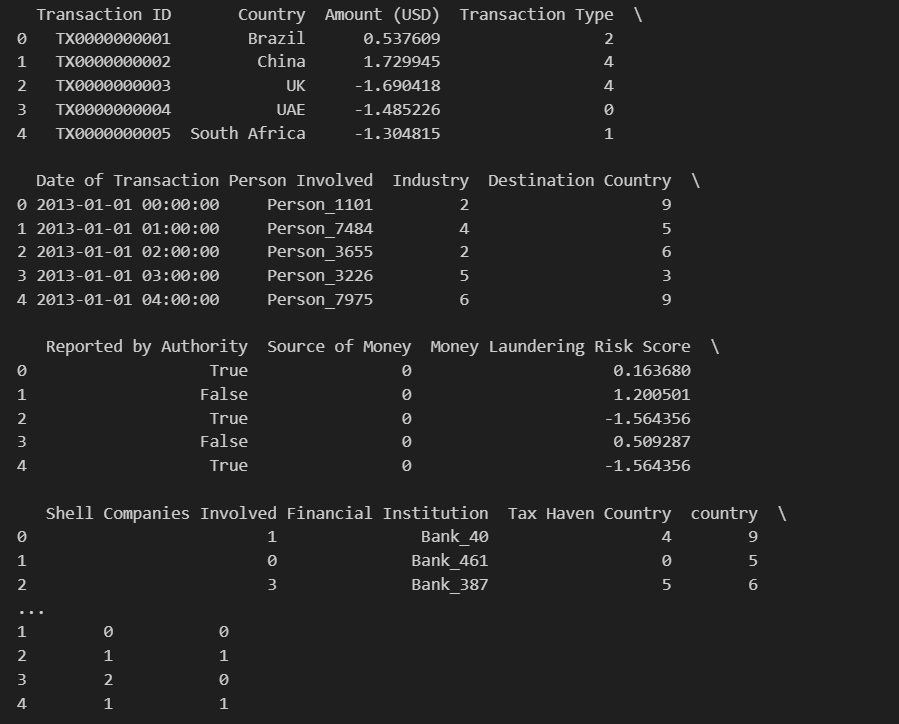 Transaction ID Country Amount (USD) Transaction Type \
0 TX0000000001 Brazil 0.537609 2
1 TX0000000002 China 1.729945 4
2 TX0000000003 UK -1.690418 4
3 TX0000000004 UAE -1.485226 0
4 TX0000000005 South Africa -1.304815 1
Date of Transaction Person Involved Industry Destination Country \
0 2013-01-01 00:00:00 Person_1101 2 9
1 2013-01-01 01:00:00 Person_7484 4 5
2 2013-01-01 02:00:00 Person_3655 2 6
3 2013-01-01 03:00:00 Person_3226 5 3
4 2013-01-01 04:00:00 Person_7975 6 9
Reported by Authority Source of Money Money Laundering Risk Score \
0 True 0 0.163680
1 False 0 1.200501
2 True 0 -1.564356
3 False 0 0.509287
4 True 0 -1.564356
Shell Companies Involved Financial Institution Tax Haven Country country \
0 1 Bank_40 4 9
1 0 Bank_461 0 5
2 3 Bank_387 5 6
...
1 0 0
2 1 1
3 2 0
4 1 1